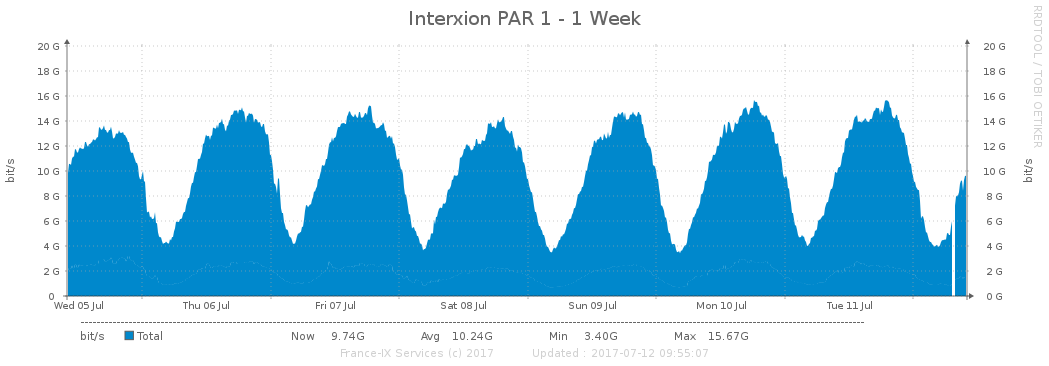 Interxion PAR 1 - 1 Week
RRDTOOL / TOBI OETIKER
20 G 20 G
18 G 18 G
16 G 16 G
14 G 14 G
12 G 12 G
10 G 10 G
8 G 8 G
6 G 6 G
4 G 4 G
2 G 2 G
0 0 G
bit/s
bit/s
Wed 05 Jul Thu 06 Jul Fri 07 Jul Sat 08 Jul Sun 09 Jul Mon 10 Jul Tue 11 Jul
bit/s Total Now 9.74G Avg 10.24G Min 3.40G Max 15.67G
France-IX Services (c) 2017 Updated : 2017-07-12 09:55:07